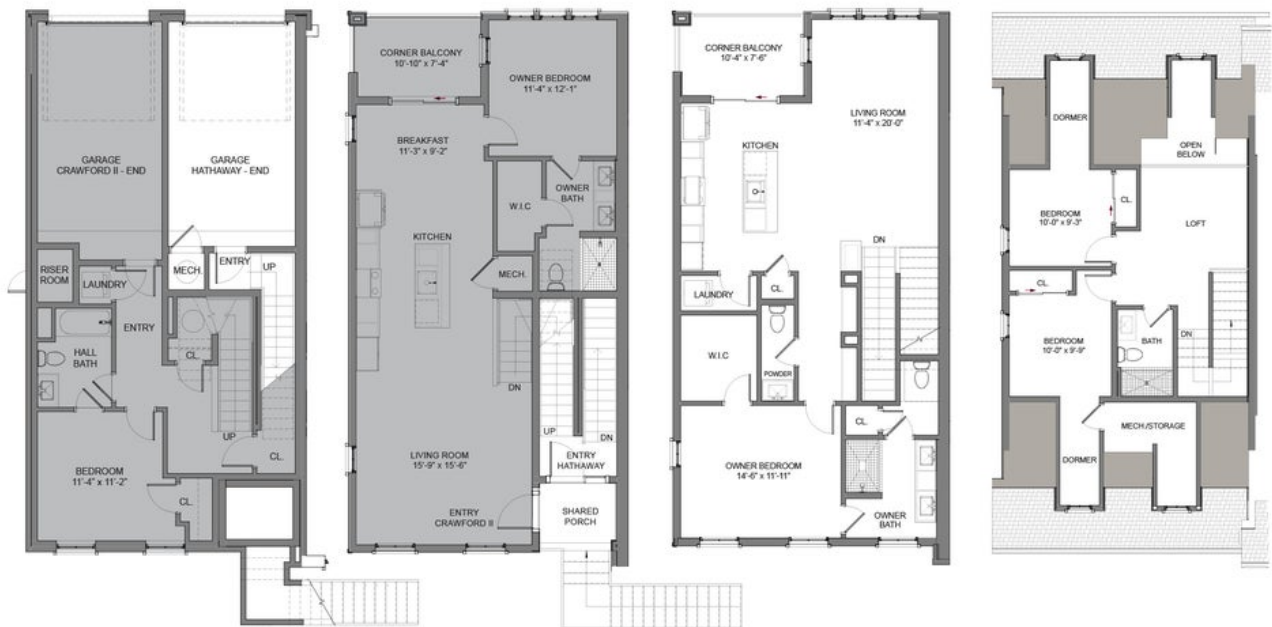 GARAGE
CRAWFORD II - END
GARAGE
HATHAWAY - END
RISER
ROOM
LAUNDRY
MECH.
ENTRY
UP
ENTRY
HALL
BATH
CL.
UP
CL.
BEDROOM
11'-4" x 11'-2"
CL.
CORNER BALCONY
10'-10" x 7'-4"
OWNER BEDROOM
11'-4" x 12'-1"
BREAKFAST
11'-3" x 9'-2"
W.I.C
OWNER
BATH
KITCHEN
MECH.
DN
UP
DN
LIVING ROOM
15'-9" x 15'-6"
ENTRY
HATHAWAY
ENTRY
CRAWFORD II
SHARED
PORCH
CORNER BALCONY
10'-4" x 7'-6"
LIVING ROOM
11'-4" x 20'-0"
KITCHEN
DN
LAUNDRY
CL.
W.I.C
POWDER
CL.
OWNER BEDROOM
14'-6" x 11'-11"
OWNER
BATH
DORMER
OPEN
BELOW
CL.
BEDROOM
10'-0" x 9'-3"
LOFT
CL.
BEDROOM
10'-0" x 9'-9"
BATH
DN
MECH./STORAGE
DORMER